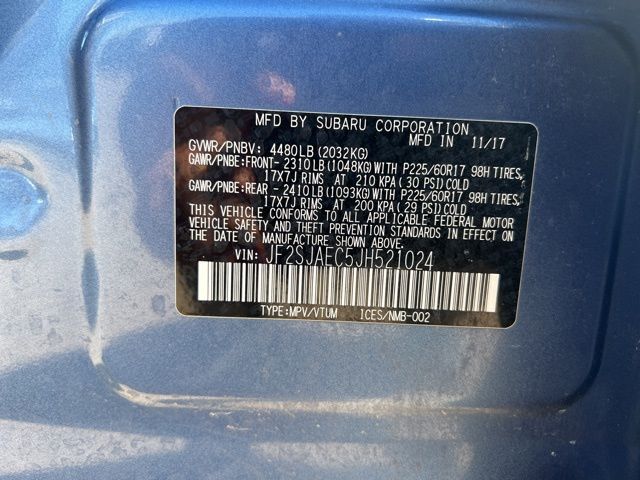 MFD BY SUBARU CORPORATION
MFD IN 11/17
GVWR/PNBV: 4480LB(2032KG)
GAWR/PNBE:FRONT- 2310LB(1048KG)WITH P225/60R17 98H TIRES,
17X7J RIMS AT 210 KPA(30 PSI)COLD
GAWR/PNBE:REAR - 2410LB(1093KG)WITH P225/60R17 98H TIRES,
17X7J RIMS AT 200 KPA(29 PSI)COLD
THIS VEHICLE CONFORMS TO ALL APPLICABLE FEDERAL MOTOR
VEHICLE SAFETY AND THEFT PREVENTION STANDARDS IN EFFECT ON
THE DATE OF MANUFACTURE SHOWN ABOVE.
VIN: JF2SJAEC5JH521024
TYPE:MPV/VTUM ICES/NMB-002